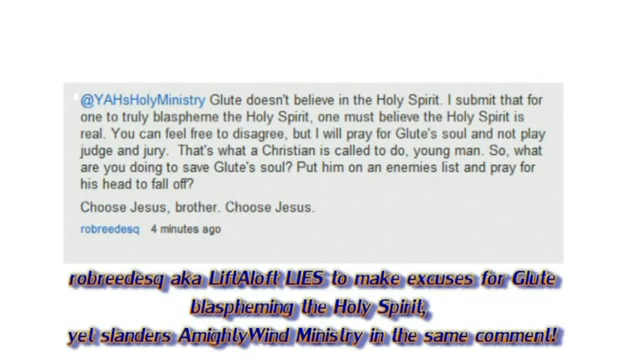 @YAHsHolyMinistry Glute doesn't believe in the Holy Spirit. I submit that for
one to truly blaspheme the Holy Spirit, one must believe the Holy Spirit is
real. You can feel free to disagree, but I will pray for Glute's soul and not play
judge and jury.  That's what a Christian is called to do, young man. So, what
are you doing to save Glute's soul? Put him on an enemies list and pray for
his head to fall off?
Choose Jesus, brother. Choose Jesus.
robreedesq 4 minutes ago
robreedesq aka LiftAloft LIES to make excuses for Glute
blaspheming the Holy Spirit,
yet slanders AmightyWind Ministry in the same comment!